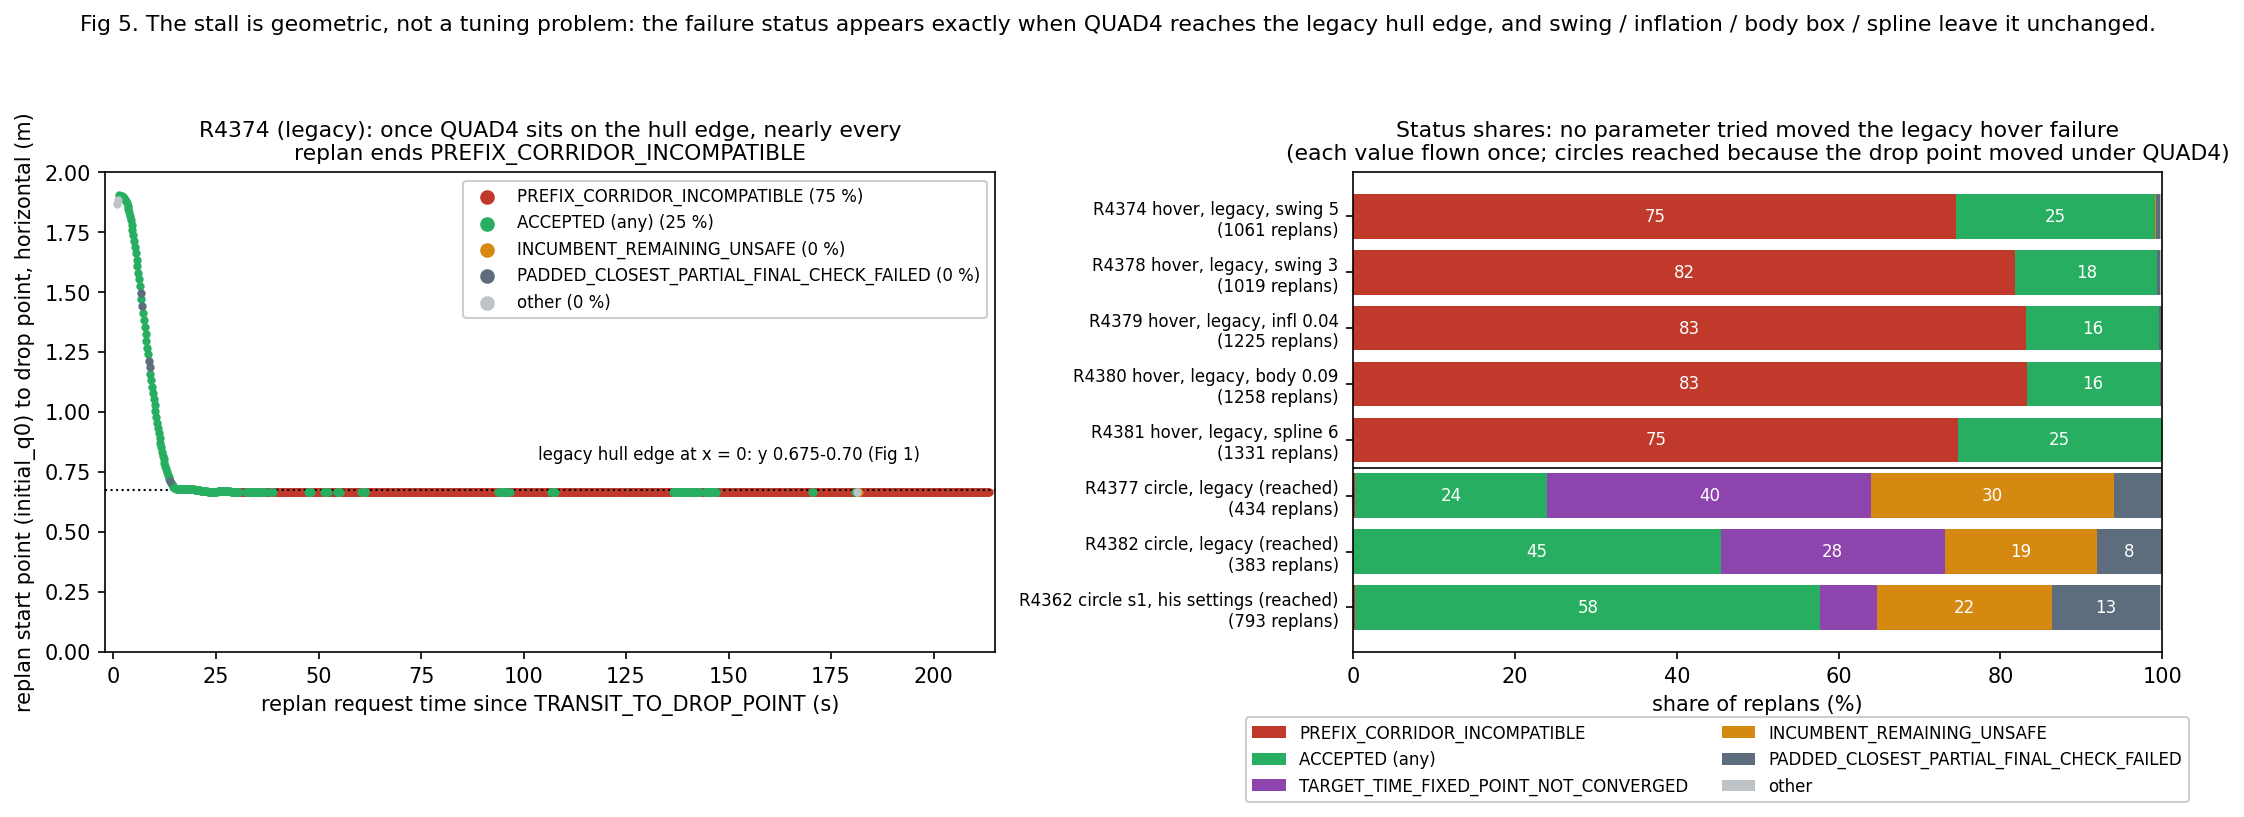 Fig 5. The stall is geometric, not a tuning problem: the failure status appears exactly when QUAD4 reaches the legacy hull edge, and swing / inflation / body box / spline leave it unchanged.
R4374 (legacy): once QUAD4 sits on the hull edge, nearly every
replan ends PREFIX_CORRIDOR_INCOMPATIBLE
replan start point (initial_q0) to drop point, horizontal (m)
2.00
1.75
1.50
1.25
1.00
0.75
0.50
0.25
0.00
PREFIX_CORRIDOR_INCOMPATIBLE (75 %)
ACCEPTED (any) (25 %)
INCUMBENT_REMAINING_UNSAFE (0 %)
PADDED_CLOSEST_PARTIAL_FINAL_CHECK_FAILED (0 %)
other (0 %)
legacy hull edge at x = 0: y 0.675-0.70 (Fig 1)
0 25 50 75 100 125 150 175 200
replan request time since TRANSIT_TO_DROP_POINT (s)
Status shares: no parameter tried moved the legacy hover failure
(each value flown once; circles reached because the drop point moved under QUAD4)
R4374 hover, legacy, swing 5
(1061 replans)
75 25
R4378 hover, legacy, swing 3
(1019 replans)
82 18
R4379 hover, legacy, infl 0.04
(1225 replans)
83 16
R4380 hover, legacy, body 0.09
(1258 replans)
83 16
R4381 hover, legacy, spline 6
(1331 replans)
75 25
R4377 circle, legacy (reached)
(434 replans)
24 40 30
R4382 circle, legacy (reached)
(383 replans)
45 28 19 8
R4362 circle s1, his settings (reached)
(793 replans)
58 22 13
0 20 40 60 80 100
share of replans (%)
PREFIX_CORRIDOR_INCOMPATIBLE
ACCEPTED (any)
TARGET_TIME_FIXED_POINT_NOT_CONVERGED
INCUMBENT_REMAINING_UNSAFE
PADDED_CLOSEST_PARTIAL_FINAL_CHECK_FAILED
other